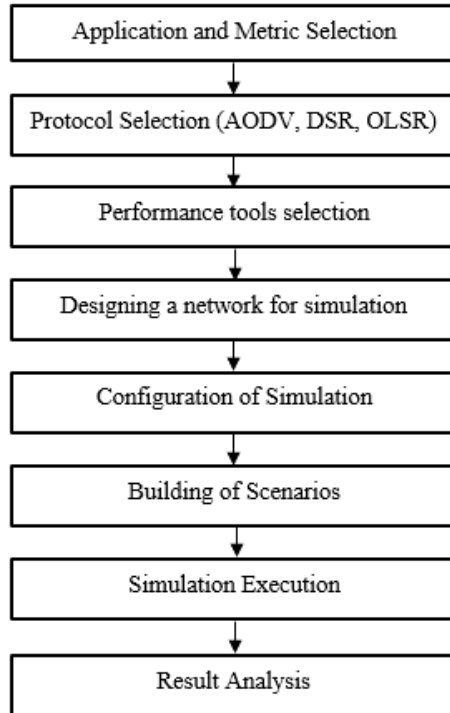 Application and Metric Selection
Protocol Selection (AODV, DSR, OLSR)
Performance tools selection
Designing a network for simulation
Configuration of Simulation
Building of Scenarios
Simulation Execution
Result Analysis